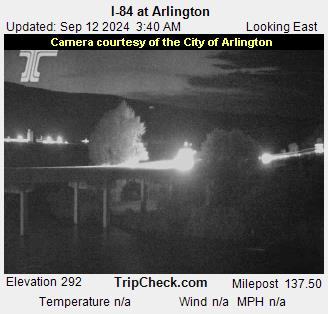 I-84 at Arlington
Updated: Sep 12 2024 3:40 AM Looking East
Camera courtesy of the City of Arlington
Elevation 292 TripCheck.com Milepost 137.50
Temperature n/a Wind n/a MPH n/a